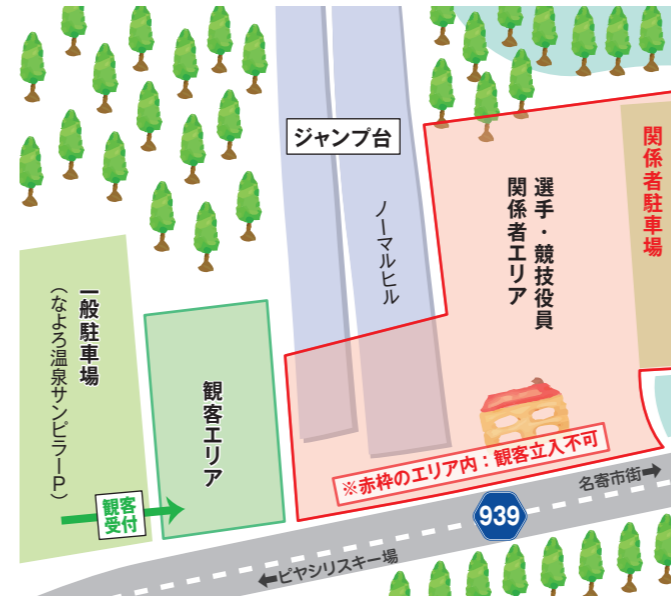 ジャンプ台
ノーマルヒル
選手・競技役員
関係者エリア
関係者駐車場
一般駐車場
（なよろ温泉サンピラーP）
観客エリア
観客
受付
※赤枠のエリア内：観客立入不可
名寄市街➡
939
⬅ピヤシリスキー場